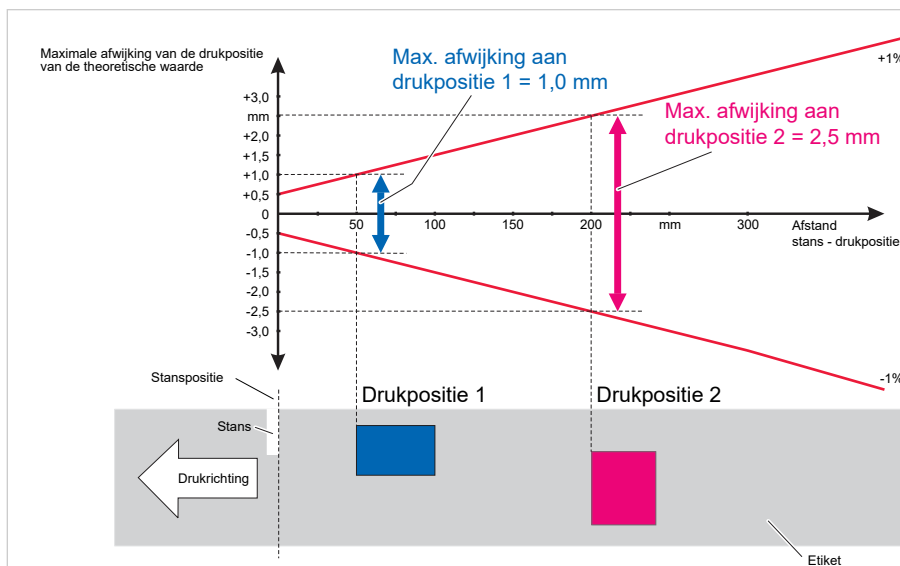 Maximale afwijking van de drukpositie
van de theoretische waarde
Max. afwijking aan
drukpositie 1 = 1,0 mm
+1%
Max. afwijking aan
drukpositie 2 = 2,5 mm
+3,0
mm
+2,0
+1,5
+1,0
+0,5
0
-0,5
-1,0
-1,5
-2,0
-2,5
-3,0
50
100
150
200
mm
300
Afstand
stans - drukpositie
-1%
Stanspositie
Drukpositie 1
Drukpositie 2
Stans
Drukrichting
Etiket